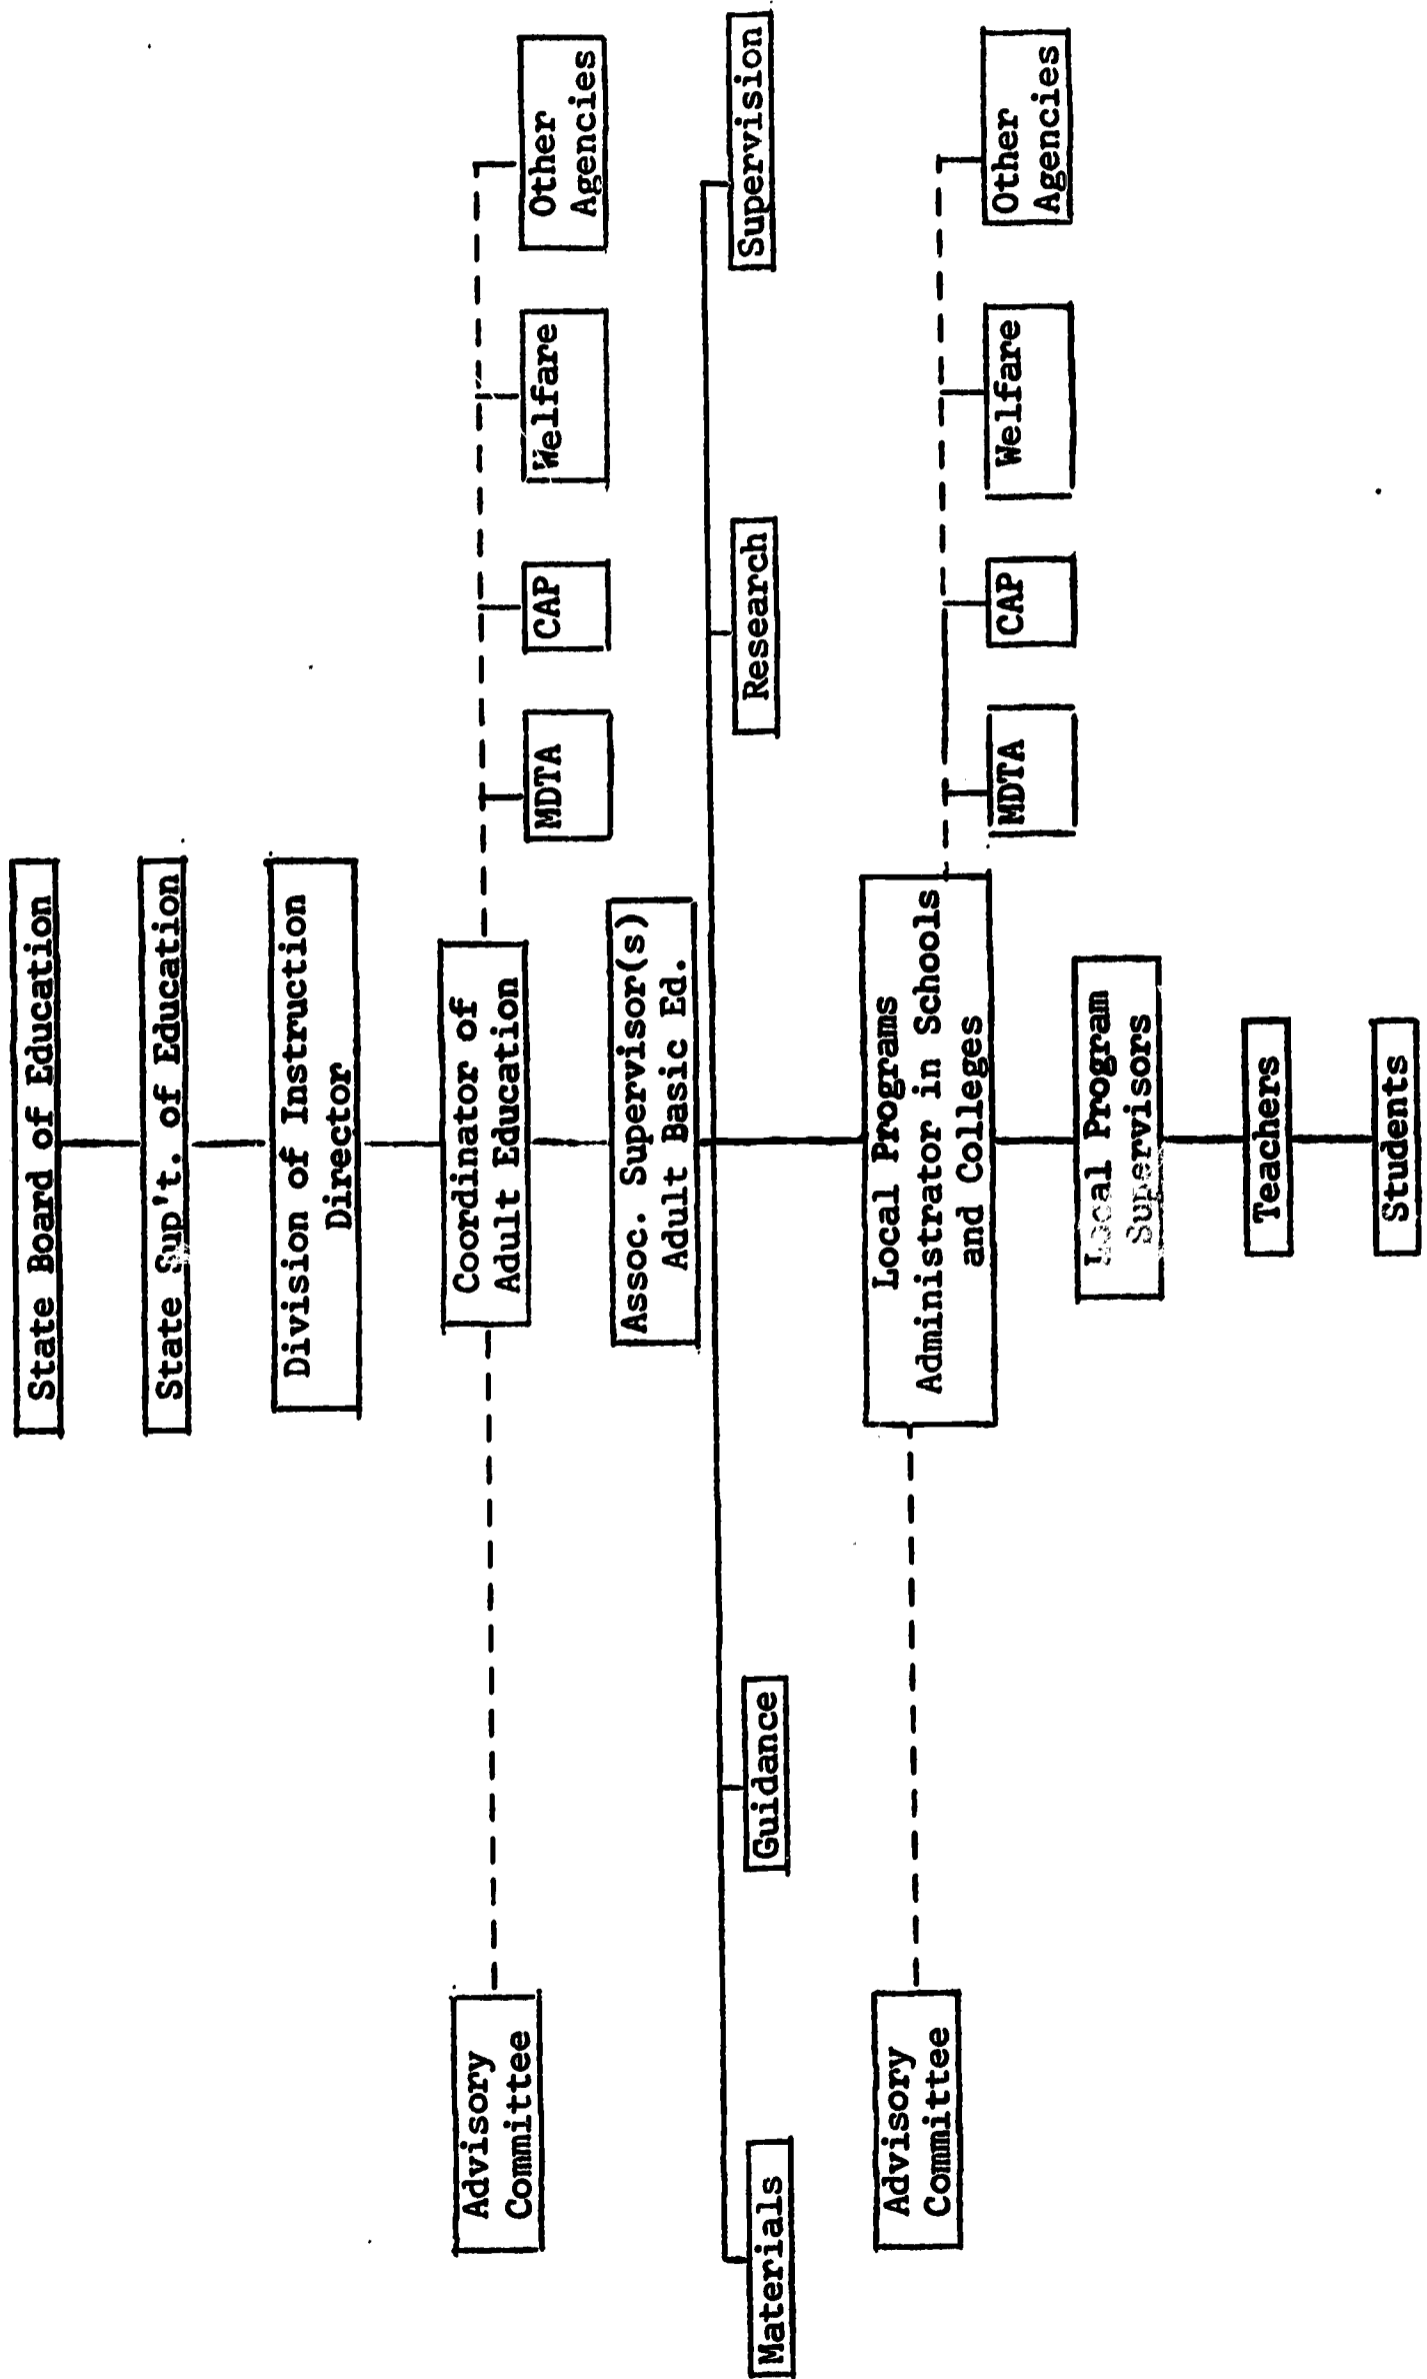 State Board of Education
State Sup't. of Education
Division of Instruction
Director
Coordinator of
Adult Education
Advisory
Committee
MDTA
CAP
Welfare
Other
Agencies
Assoc. Supervisor(s)
Adult Basic Ed.
Materials
Guidance
Research
Supervision
Local Programs
Administrator in Schools
and Colleges
Advisory
Committee
MDTA
CAP
Welfare
Other
Agencies
Local Program
Supervisors
Teachers
Students